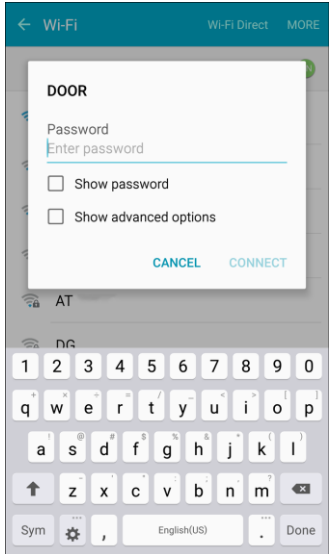 Wi-Fi Wi-Fi Direct MORE
DOOR
Password
Enter password
Show password
Show advanced options
CANCEL CONNECT
AT
DG
1 2 3 4 5 6 7 8 9 0
+ × ÷ = / _ < > [ ]
q w e r t y u i o p
! @ # $ % & * ( )
a s d f g h j k l
- ' " : ; , ?
z x c v b n m
Sym , English(US) . Done